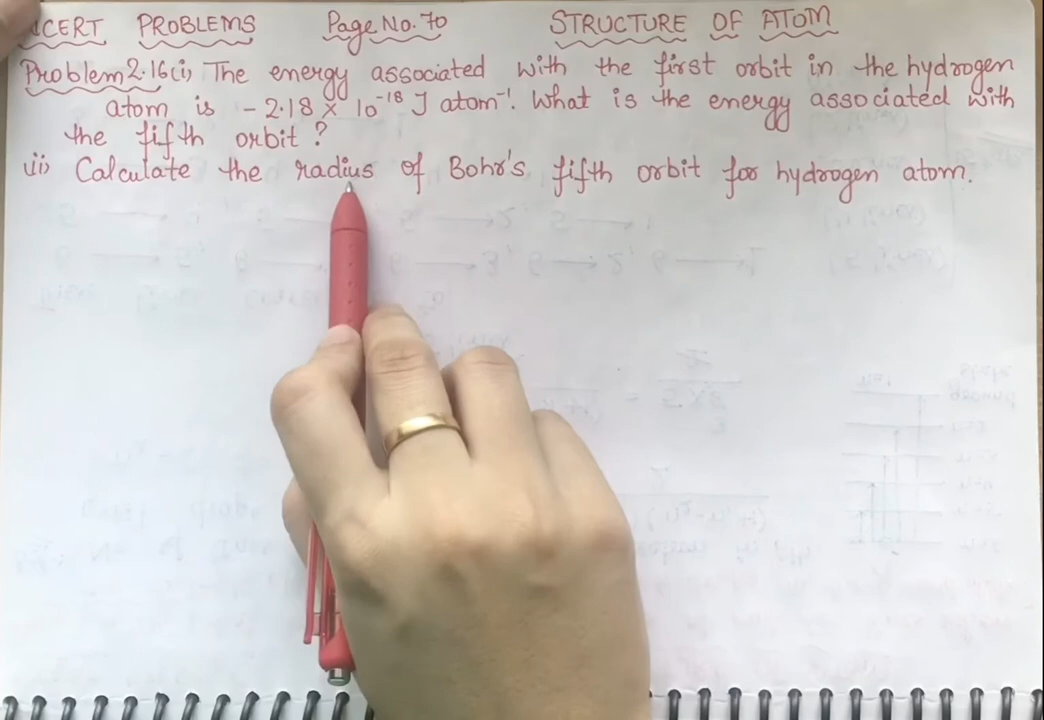 NCERT PROBLEMS Page No. 70 STRUCTURE OF ATOM
Problem 2.16(i) The energy associated with the first orbit in the hydrogen
atom is -2.18 × 10⁻¹⁸ J atom⁻¹. What is the energy associated with
the fifth orbit?
ii) Calculate the radius of Bohr's fifth orbit for hydrogen atom.